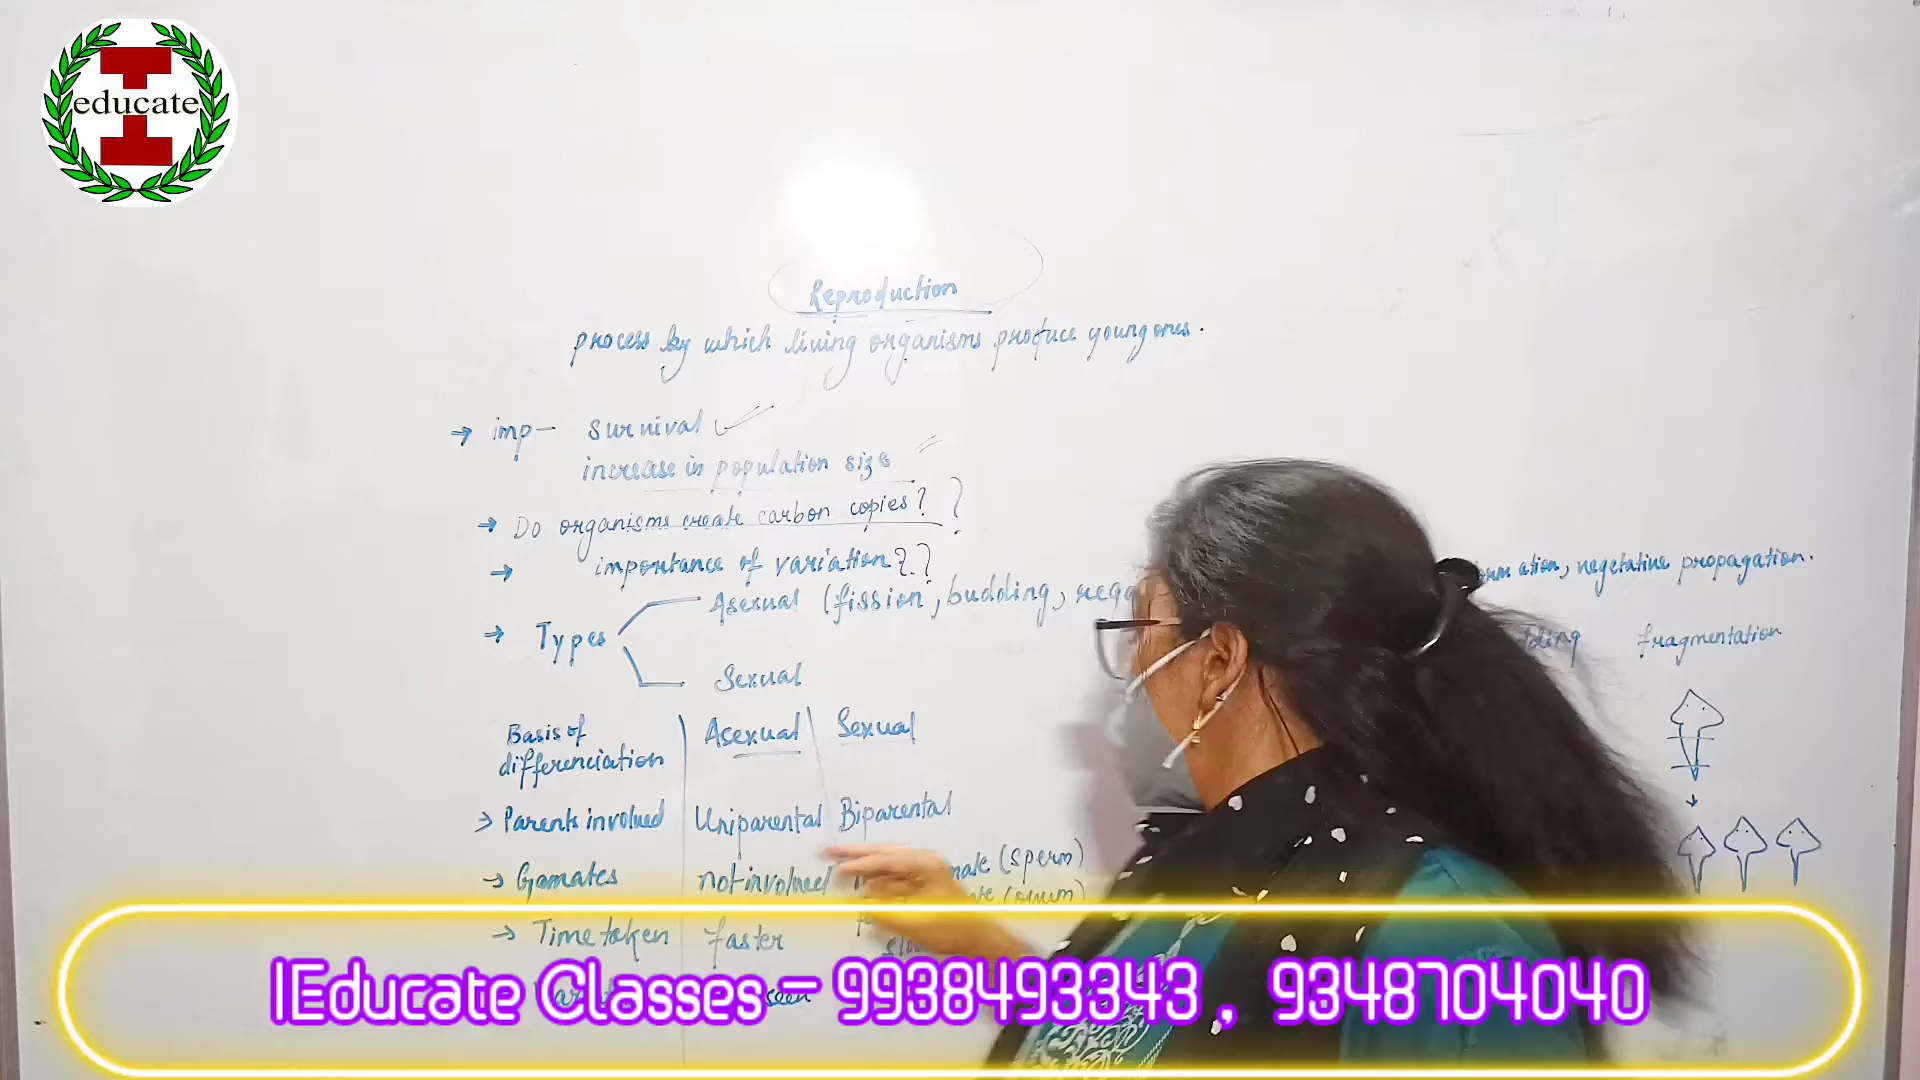 I
educate
Reproduction
process by which living organisms produce young ones.
→ imp- survival
increase in population size
→ Do organisms create carbon copies? ?
→ importance of variation??
→ Types
Asexual (fission, budding,
vegetative propagation.
fragmentation
Sexual
Basis of differenciation
Asexual
Sexual
→ Parents involved
Uniparental
Biparental
→ Gamates
not involved
(sperm)
(ovum)
→ Time taken
faster
seen
IEducate Classes - 9938493343 , 9348704040